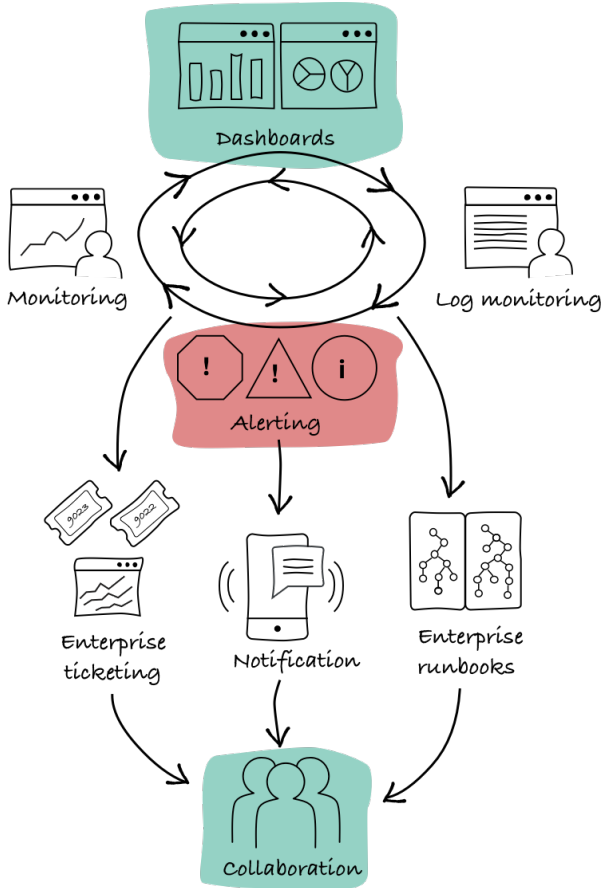 Dashboards
Monitoring
Log monitoring
!
!
i
Alerting
9023
9022
Enterprise
ticketing
Notification
Enterprise
runbooks
Collaboration